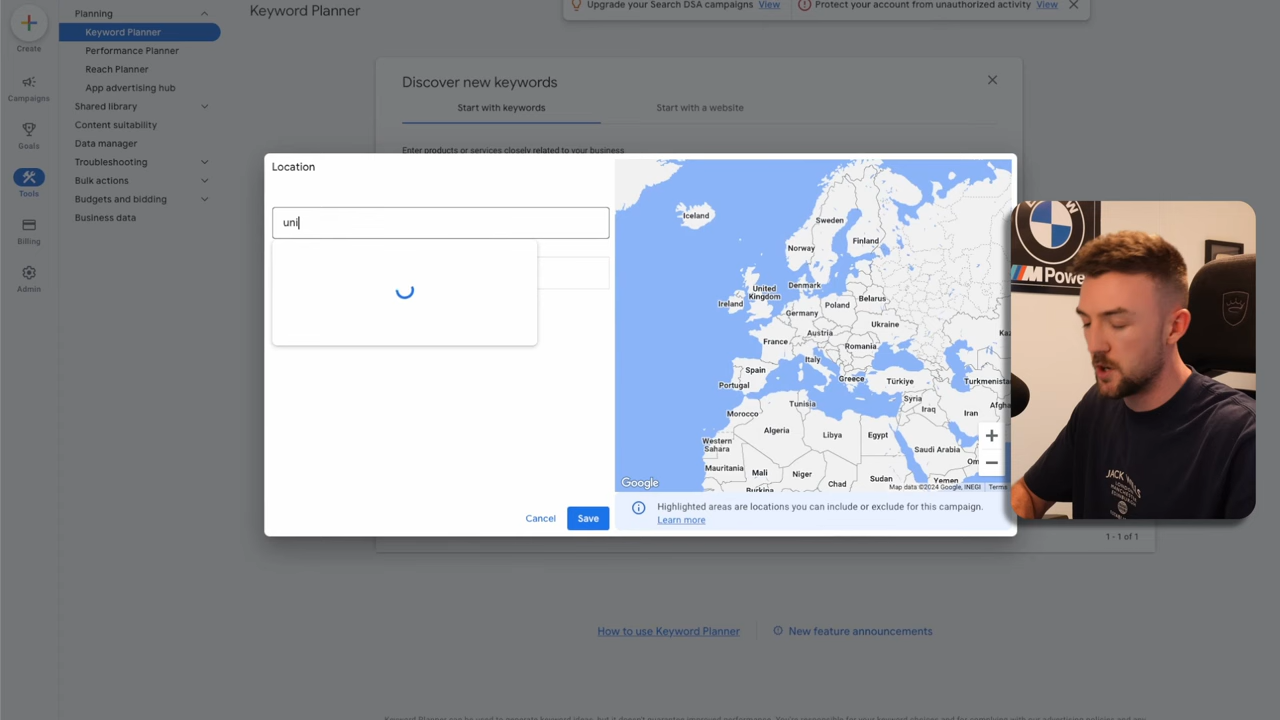 Create
Campaigns
Goals
Tools
Billing
Admin
Planning
Keyword Planner
Performance Planner
Reach Planner
App advertising hub
Shared library
Content suitability
Data manager
Troubleshooting
Bulk actions
Budgets and bidding
Business data
Keyword Planner
Upgrade your Search DSA campaigns View
Protect your account from unauthorized activity View
Discover new keywords
Start with keywords
Start with a website
Enter products or services closely related to your business
Location
uni
Cancel
Save
Iceland
Sweden
Norway
Finland
United
Kingdom
Ireland
Denmark
Poland
Belarus
Germany
Ukraine
Austria
France
Romania
Italy
Spain
Portugal
Greece
Türkiye
Turkmenista
Syria
Tunisia
Iraq
Iran
Afgha
Morocco
Algeria
Libya
Egypt
Western
Sahara
Saudi Arabia
Om
Mauritania
Mali
Niger
Chad
Sudan
Yemen
Burkina
Google
Map data ©2024 Google, INEGI
Terms
Highlighted areas are locations you can include or exclude for this campaign.
Learn more
M Powe
1 - 1 of 1
How to use Keyword Planner
New feature announcements